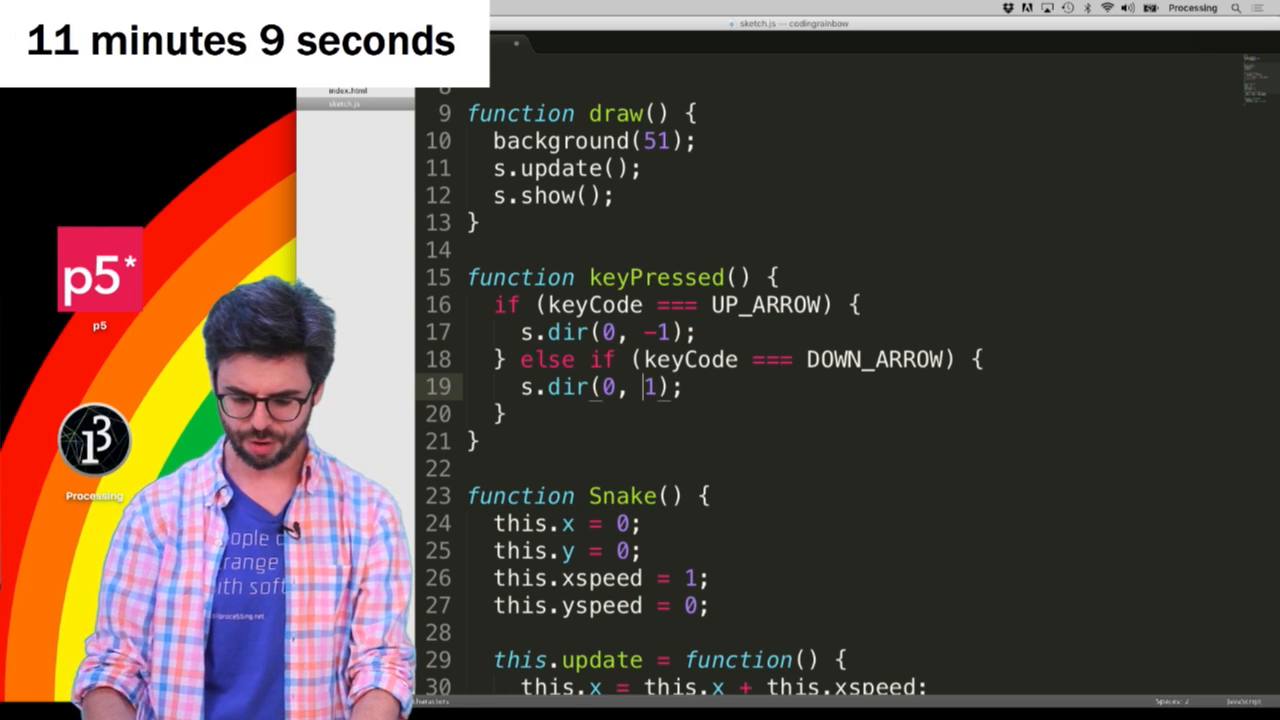 11 minutes 9 seconds
Processing
sketch.js — codingrainbow
index.html
sketch.js
8
9 function draw() {
10 background(51);
11 s.update();
12 s.show();
13 }
14
15 function keyPressed() {
16 if (keyCode === UP_ARROW) {
17 s.dir(0, -1);
18 } else if (keyCode === DOWN_ARROW) {
19 s.dir(0, 1);
20 }
21 }
22
23 function Snake() {
24 this.x = 0;
25 this.y = 0;
26 this.xspeed = 1;
27 this.yspeed = 0;
28
29 this.update = function() {
30 this.x = this.x + this.xspeed;
p5*
p5
Processing
range
ith soft
Spaces: 2
JavaScript